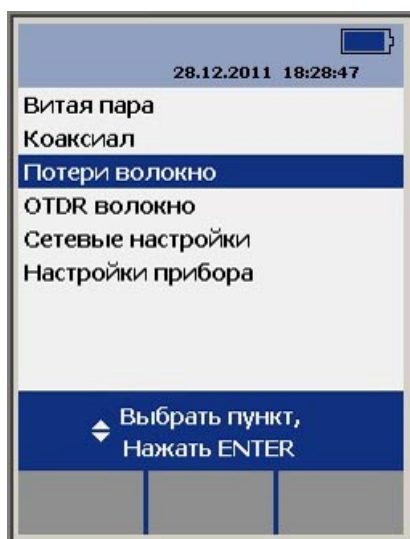 28.12.2011 18:28:47
Витая пара
Коаксиал
Потери волокно
OTDR волокно
Сетевые настройки
Настройки прибора
Выбрать пункт,
Нажать ENTER